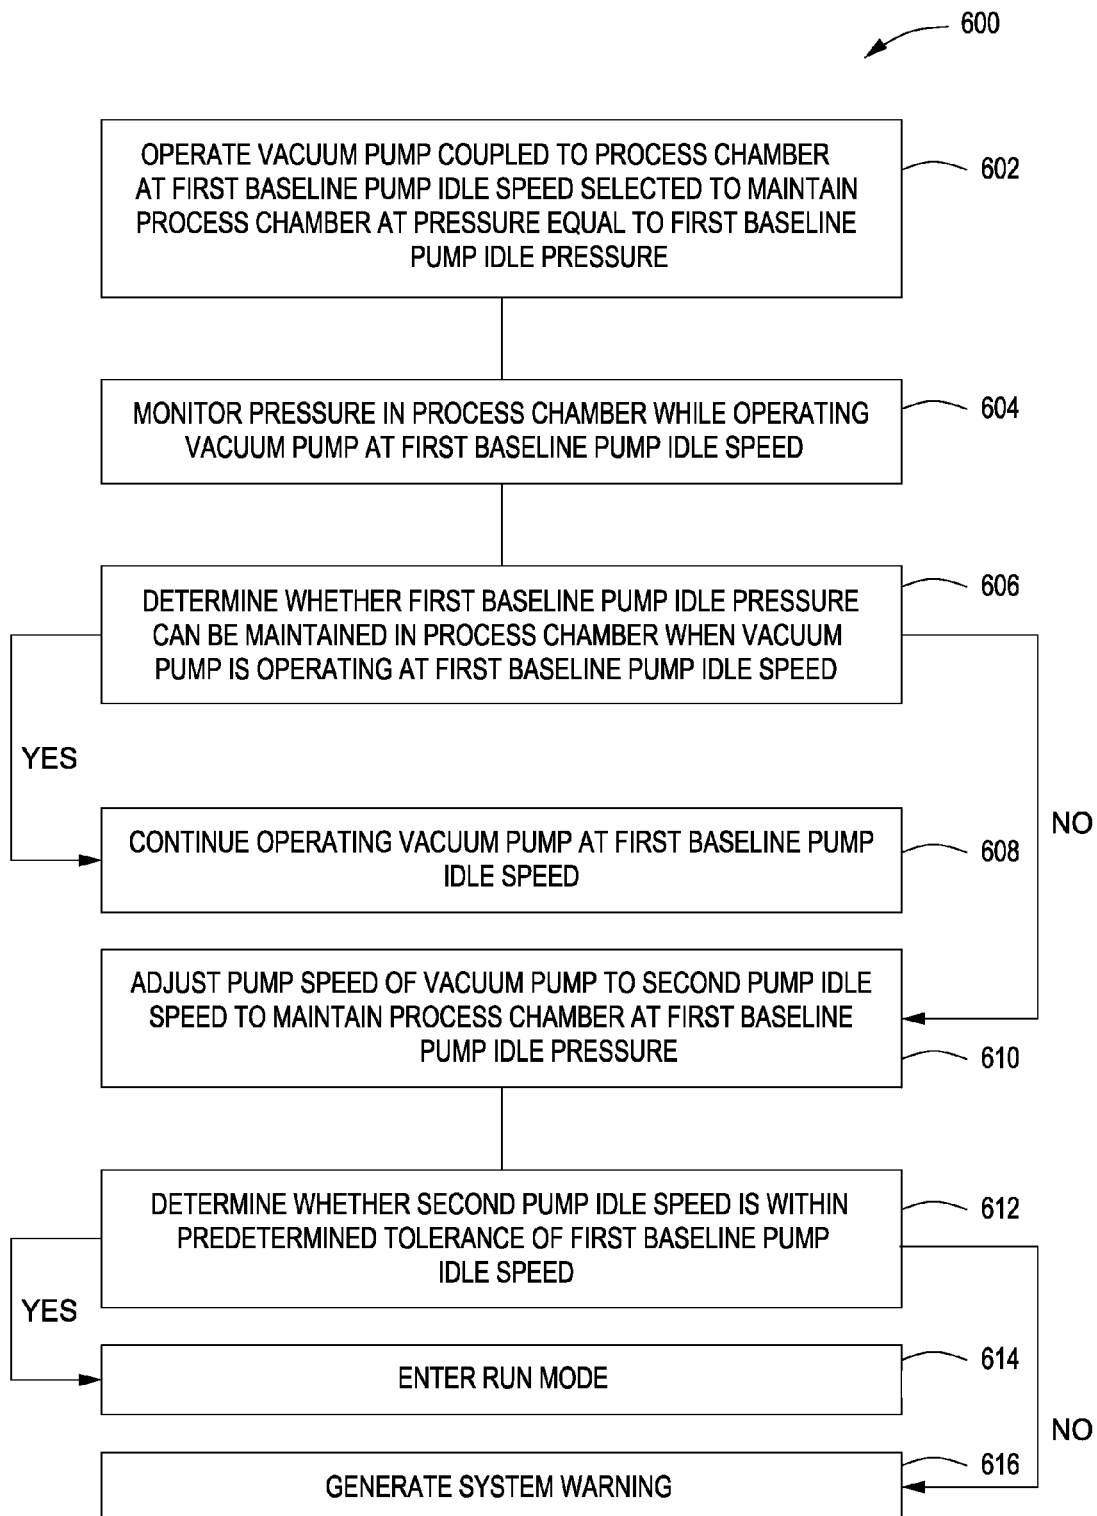 600
OPERATE VACUUM PUMP COUPLED TO PROCESS CHAMBER
AT FIRST BASELINE PUMP IDLE SPEED SELECTED TO MAINTAIN
PROCESS CHAMBER AT PRESSURE EQUAL TO FIRST BASELINE
PUMP IDLE PRESSURE
602
MONITOR PRESSURE IN PROCESS CHAMBER WHILE OPERATING
VACUUM PUMP AT FIRST BASELINE PUMP IDLE SPEED
604
DETERMINE WHETHER FIRST BASELINE PUMP IDLE PRESSURE
CAN BE MAINTAINED IN PROCESS CHAMBER WHEN VACUUM
PUMP IS OPERATING AT FIRST BASELINE PUMP IDLE SPEED
606
YES
NO
CONTINUE OPERATING VACUUM PUMP AT FIRST BASELINE PUMP
IDLE SPEED
608
ADJUST PUMP SPEED OF VACUUM PUMP TO SECOND PUMP IDLE
SPEED TO MAINTAIN PROCESS CHAMBER AT FIRST BASELINE
PUMP IDLE PRESSURE
610
DETERMINE WHETHER SECOND PUMP IDLE SPEED IS WITHIN
PREDETERMINED TOLERANCE OF FIRST BASELINE PUMP
IDLE SPEED
612
YES
ENTER RUN MODE
614
NO
GENERATE SYSTEM WARNING
616